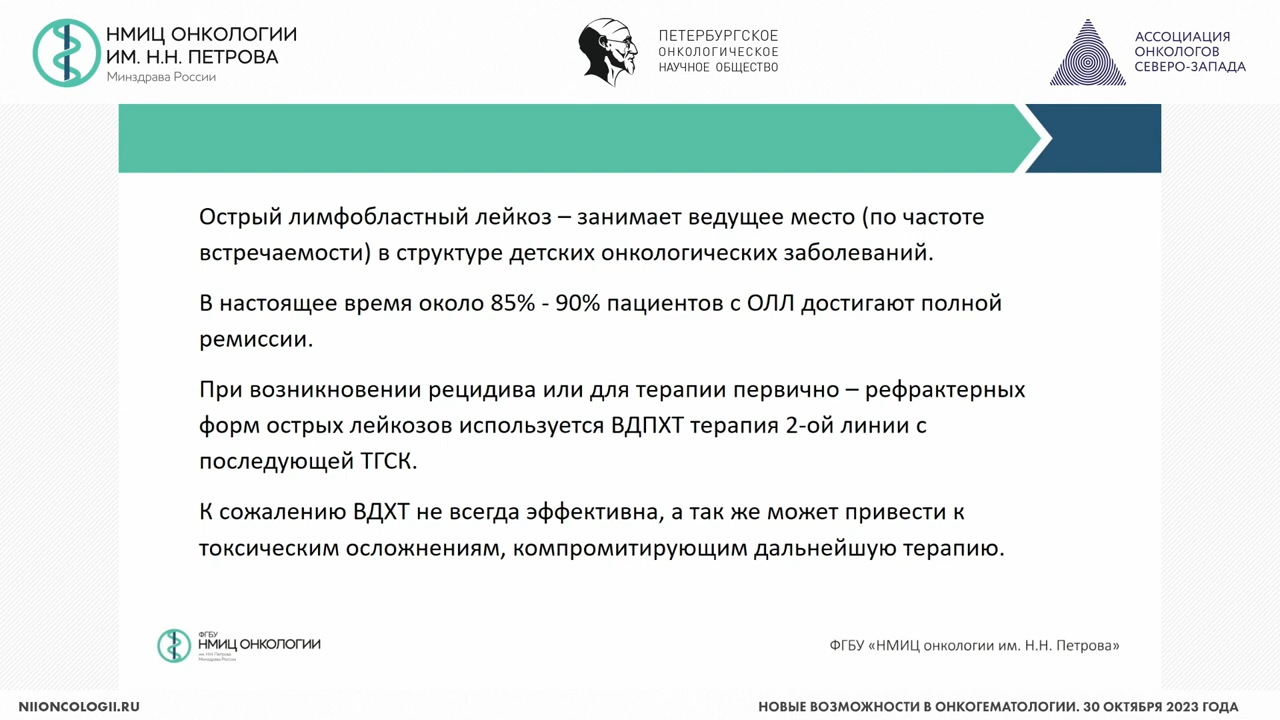 НМИЦ ОНКОЛОГИИ
ИМ. Н.Н. ПЕТРОВА
Минздрава России
ПЕТЕРБУРГСКОЕ
ОНКОЛОГИЧЕСКОЕ
НАУЧНОЕ ОБЩЕСТВО
АССОЦИАЦИЯ
ОНКОЛОГОВ
СЕВЕРО-ЗАПАДА
Острый лимфобластный лейкоз – занимает ведущее место (по частоте
встречаемости) в структуре детских онкологических заболеваний.
В настоящее время около 85% - 90% пациентов с ОЛЛ достигают полной
ремиссии.
При возникновении рецидива или для терапии первично – рефрактерных
форм острых лейкозов используется ВДПХТ терапия 2-ой линии с
последующей ТГСК.
К сожалению ВДХТ не всегда эффективна, а так же может привести к
токсическим осложнениям, компромитирующим дальнейшую терапию.
ФГБУ
НМИЦ ОНКОЛОГИИ
им. Н.Н. Петрова
Минздрава России
ФГБУ «НМИЦ онкологии им. Н.Н. Петрова»
NIIONCOLOGII.RU
НОВЫЕ ВОЗМОЖНОСТИ В ОНКОГЕМАТОЛОГИИ. 30 ОКТЯБРЯ 2023 ГОДА